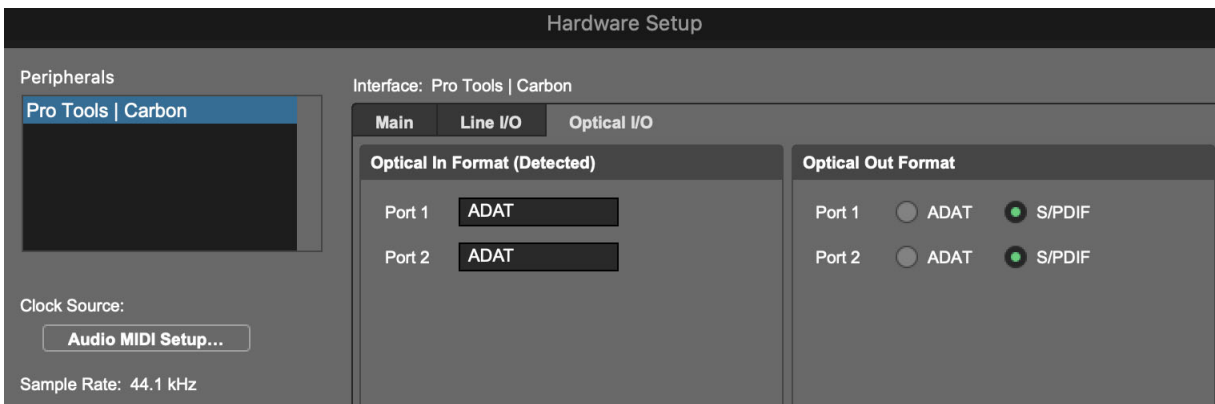 Hardware Setup
Peripherals
Pro Tools | Carbon
Clock Source:
Audio MIDI Setup...
Sample Rate: 44.1 kHz
Interface: Pro Tools | Carbon
Main Line I/O Optical I/O
Optical In Format (Detected)
Port 1 ADAT
Port 2 ADAT
Optical Out Format
Port 1 ADAT S/PDIF
Port 2 ADAT S/PDIF